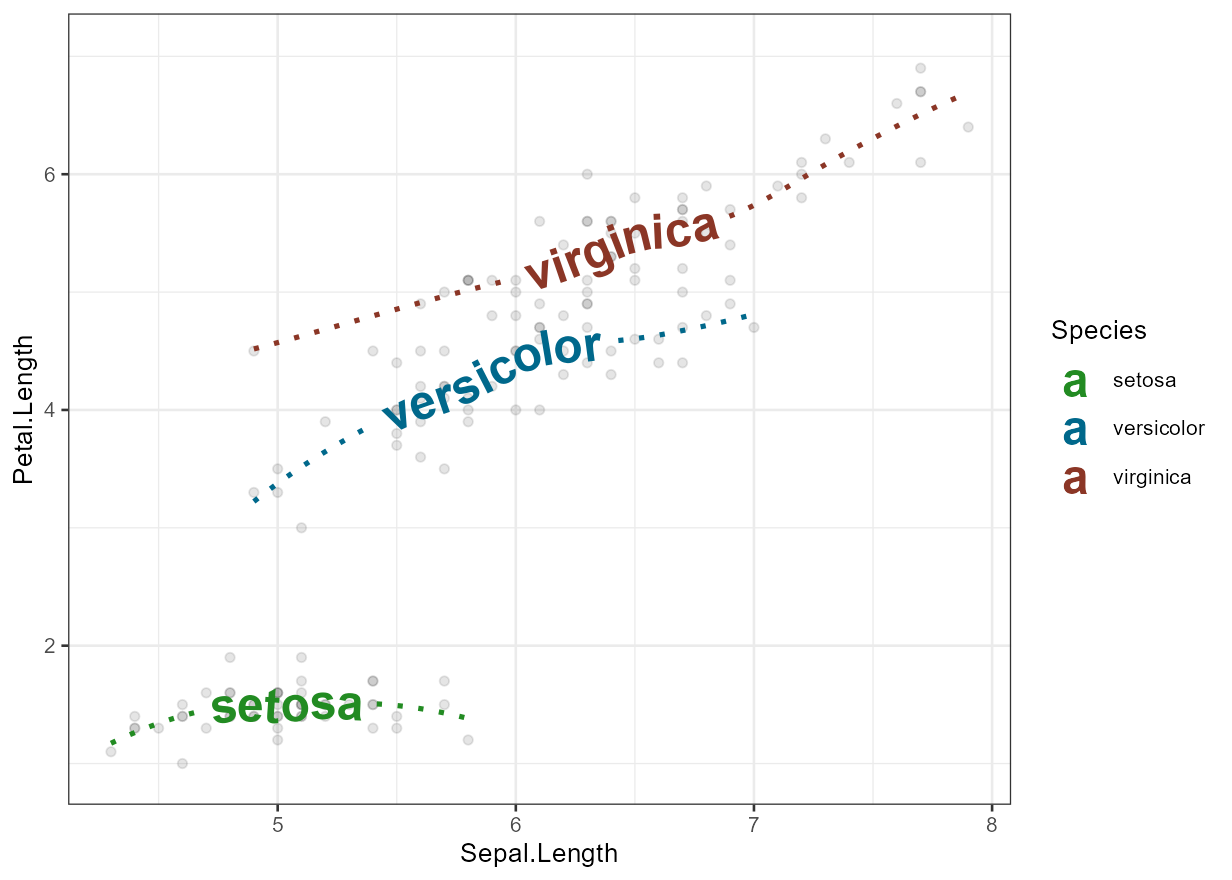 6
4
2
Petal.Length
virginica
versicolor
setosa
5 6 7 8
Sepal.Length
Species
a setosa
a versicolor
a virginica